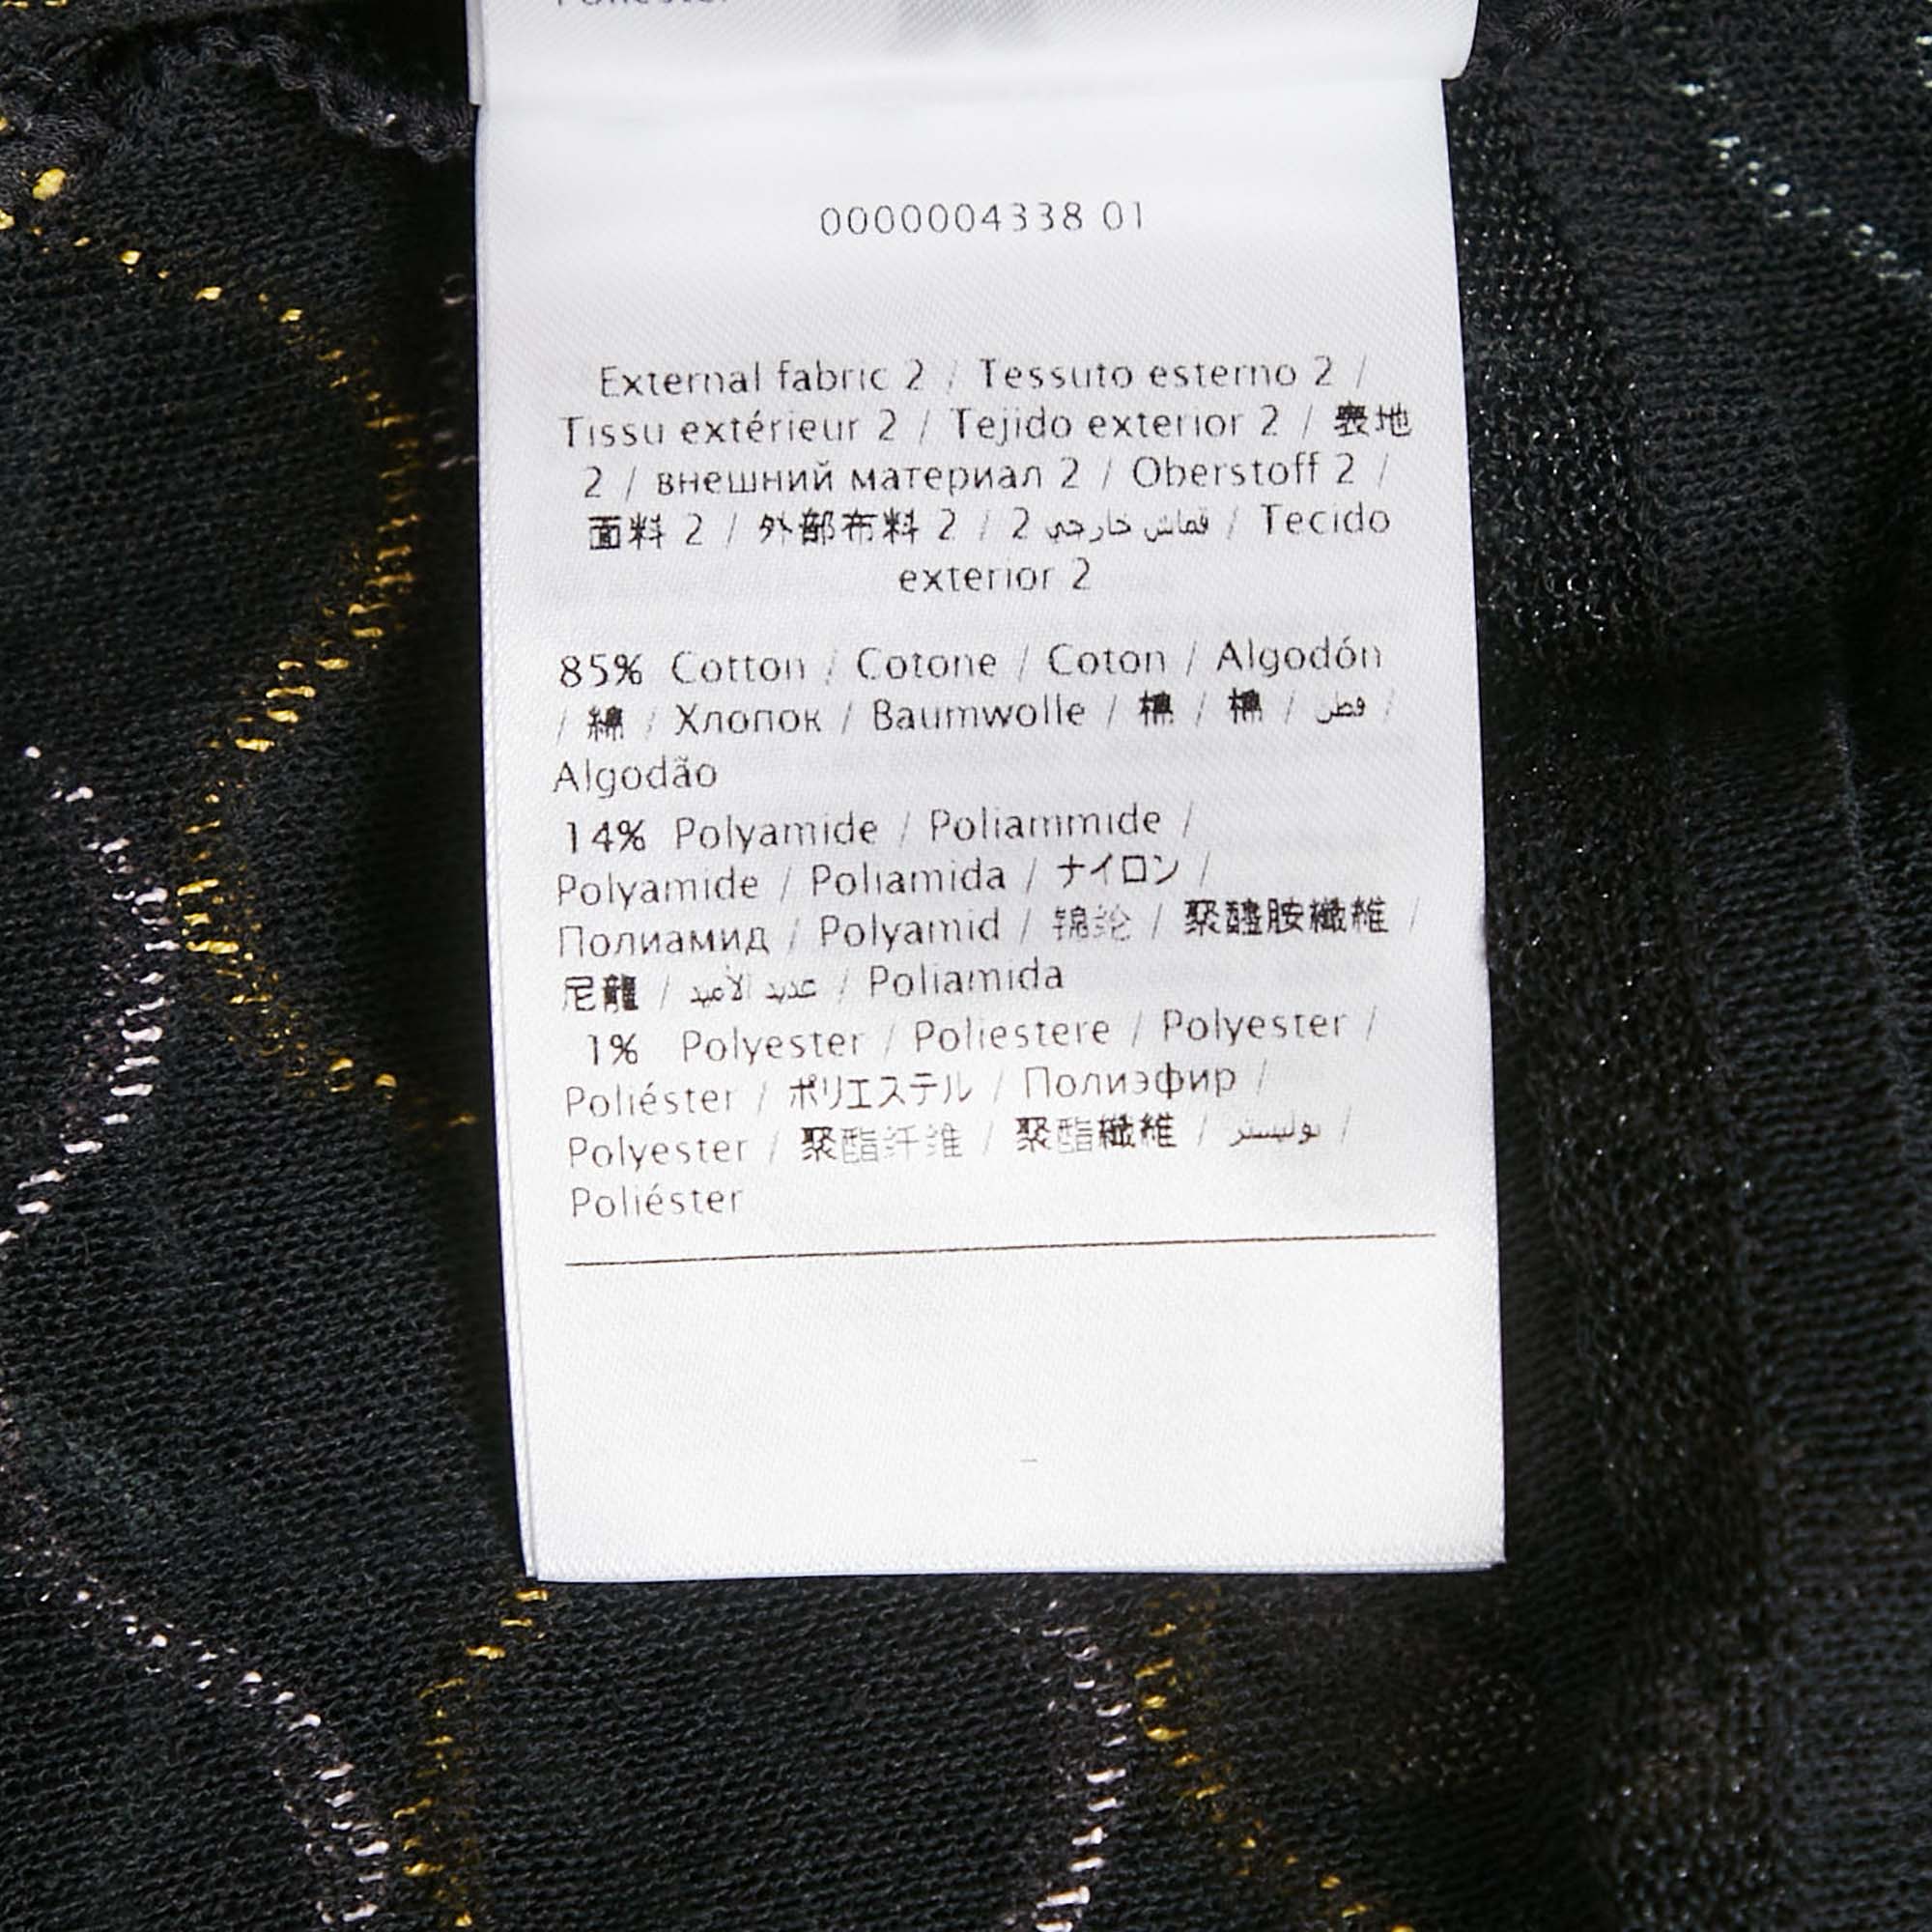 0000004338 01
External fabric 2 / Tessuto esterno 2 /
Tissu extérieur 2 / Tejido exterior 2 / 表地
2 / внешний материал 2 / Oberstoff 2 /
面料 2 / 外部布料 2 / قماش خارجي 2 / Tecido
exterior 2
85% Cotton / Cotone / Coton / Algodón
/ 綿 / Хлопок / Baumwolle / 棉 / 棉 / قطن /
Algodão
14% Polyamide / Poliammide /
Polyamide / Poliamida / ナイロン /
Полиамид / Polyamid / 锦纶 / 聚醯胺纖維 /
尼龍 / عديد الأميد / Poliamida
1% Polyester / Poliestere / Polyester /
Poliéster / ポリエステル / Полиэфир /
Polyester / 聚酯纤维 / 聚酯纖維 / بوليستر /
Poliéster